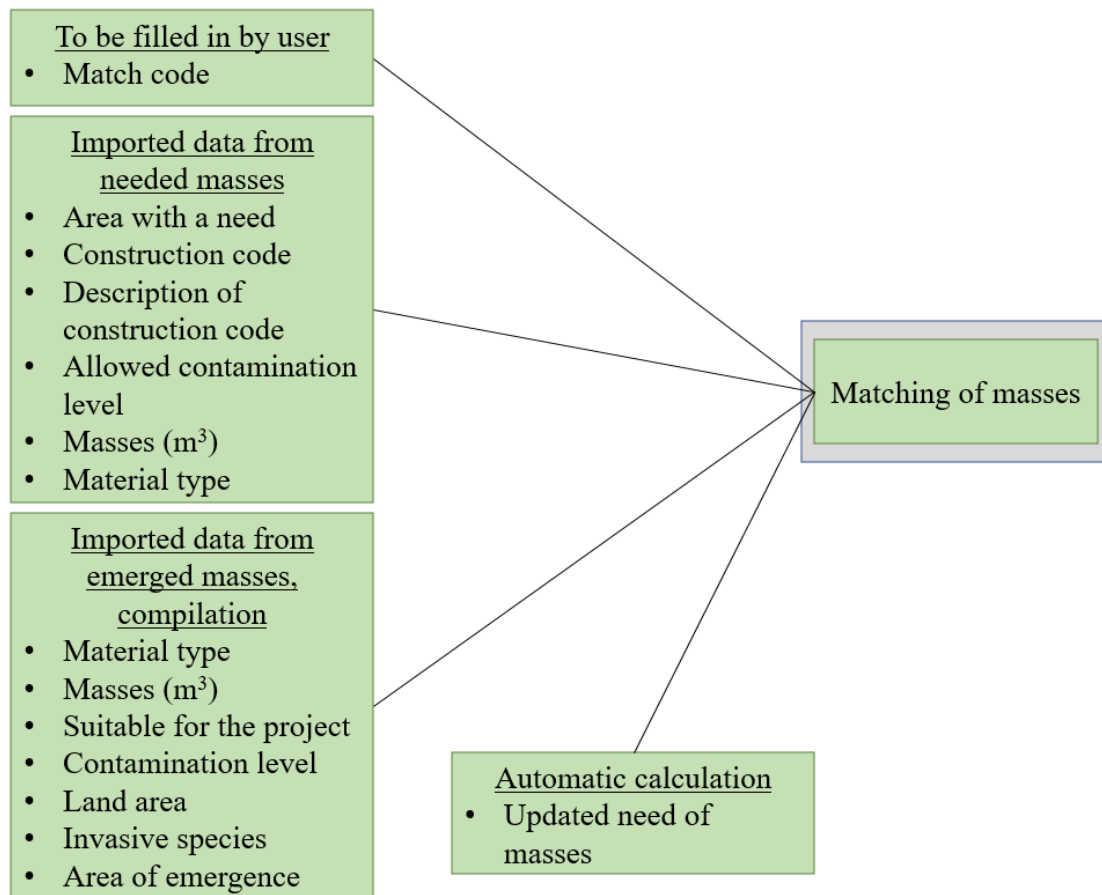 To be filled in by user
• Match code
Imported data from
needed masses
• Area with a need
• Construction code
• Description of
construction code
• Allowed contamination
level
• Masses (m³)
• Material type
Imported data from
emerged masses,
compilation
• Material type
• Masses (m³)
• Suitable for the project
• Contamination level
• Land area
• Invasive species
• Area of emergence
Automatic calculation
• Updated need of
masses
Matching of masses